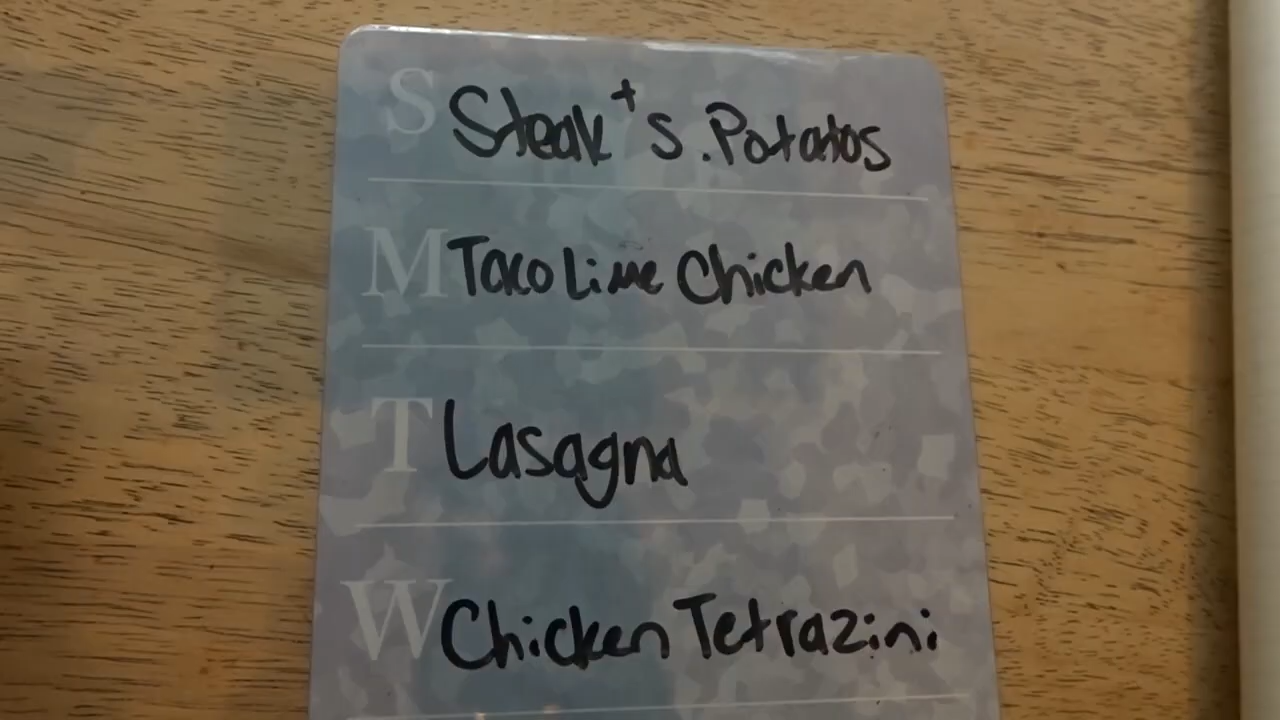 S Steak + S. Potatos
M Taco Lime Chicken
T Lasagna
W Chicken Tetrazini